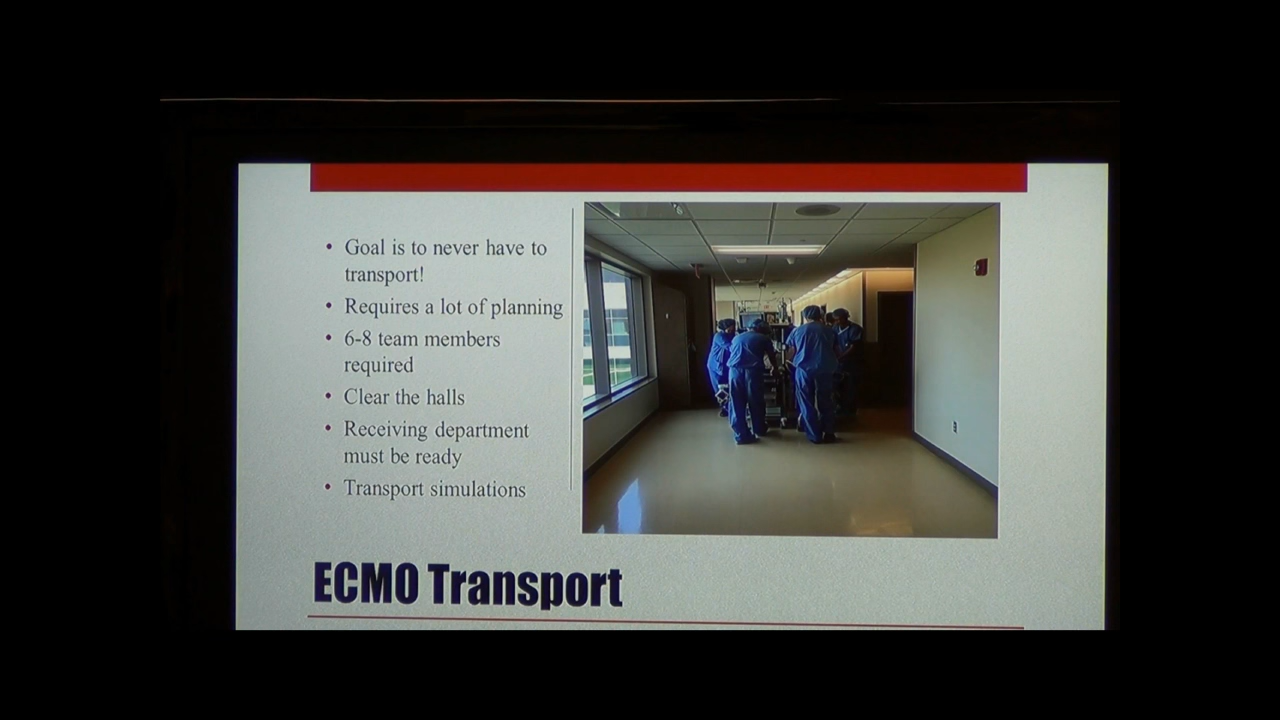 • Goal is to never have to
transport!
• Requires a lot of planning
• 6-8 team members
required
• Clear the halls
• Receiving department
must be ready
• Transport simulations
ECMO Transport